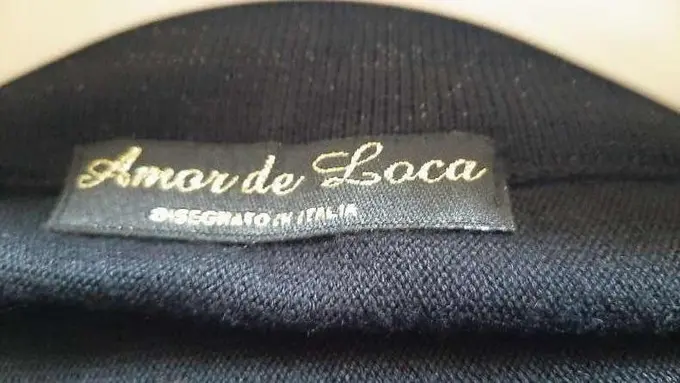 Amor de Loca
DISEGNATO IN ITALIA